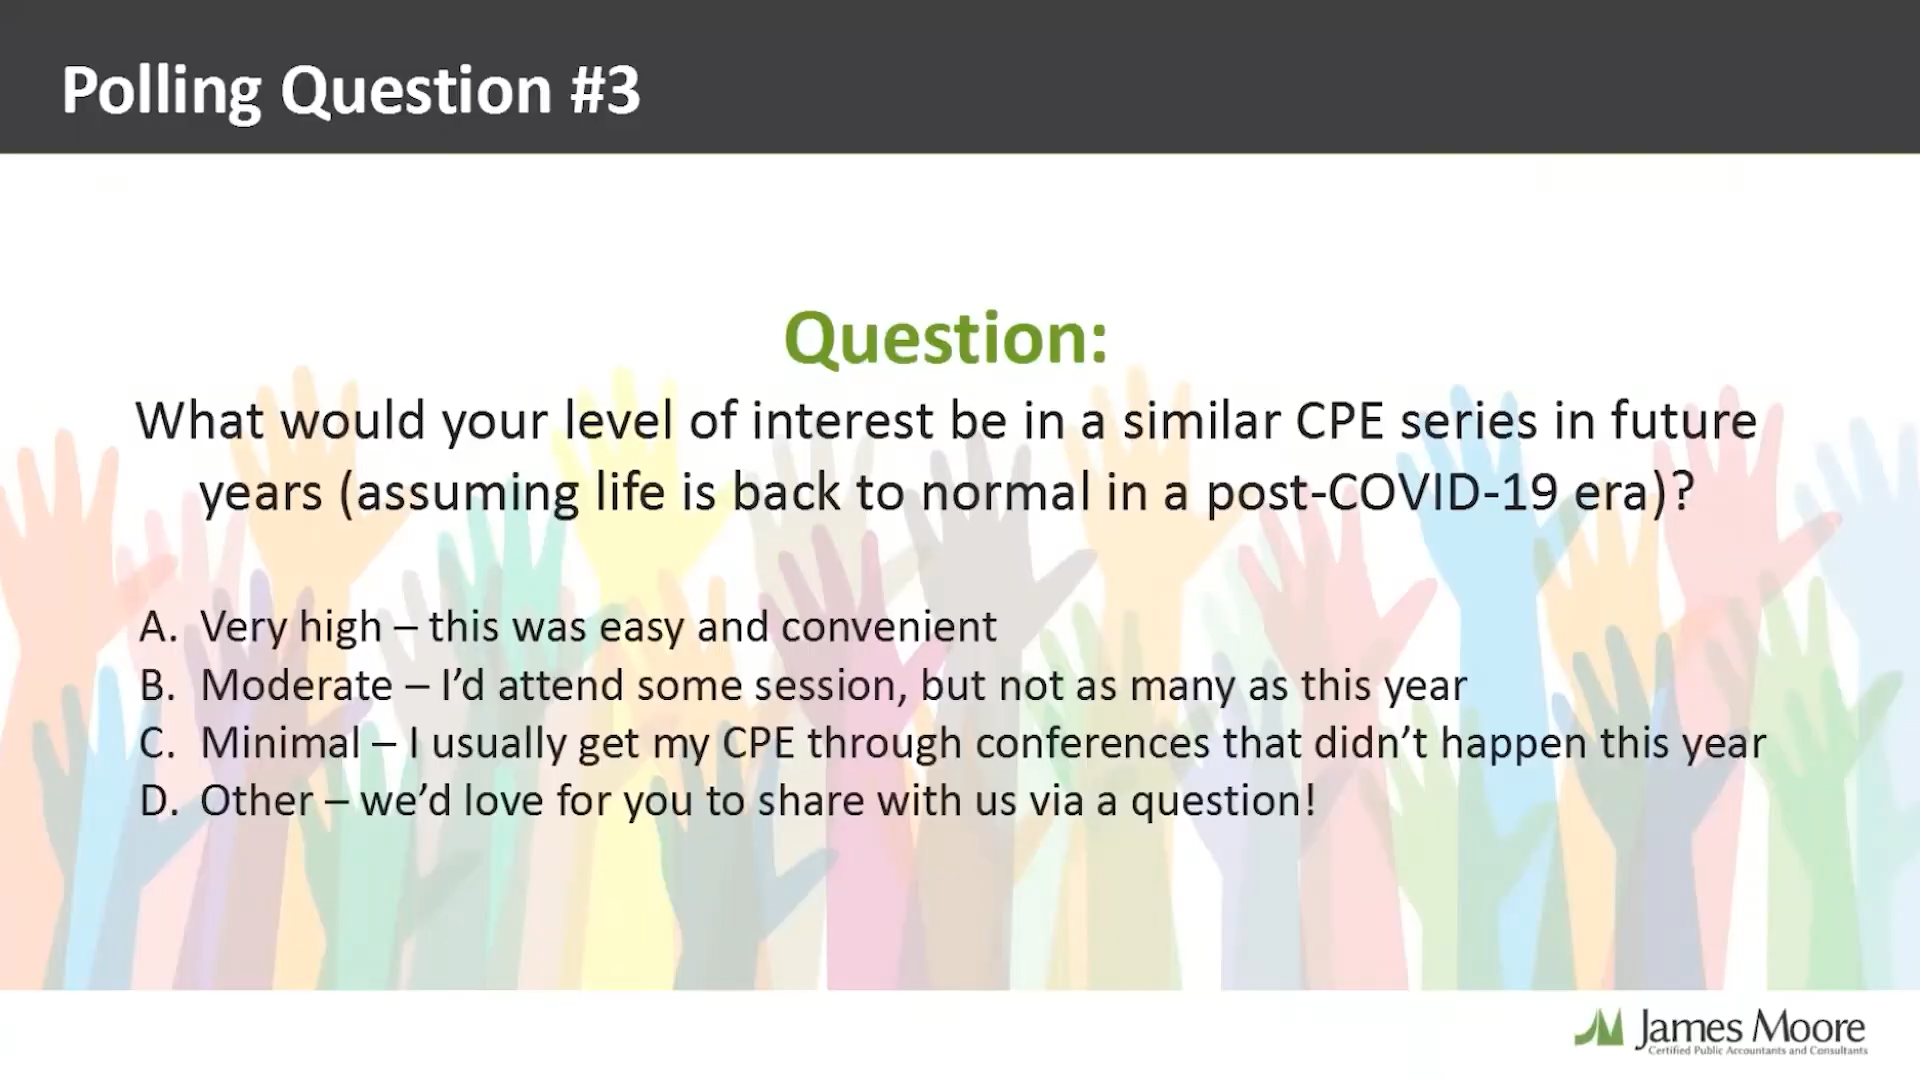 Polling Question #3
Question:
What would your level of interest be in a similar CPE series in future
years (assuming life is back to normal in a post-COVID-19 era)?
A. Very high – this was easy and convenient
B. Moderate – I’d attend some session, but not as many as this year
C. Minimal – I usually get my CPE through conferences that didn’t happen this year
D. Other – we’d love for you to share with us via a question!
James Moore
Certified Public Accountants and Consultants